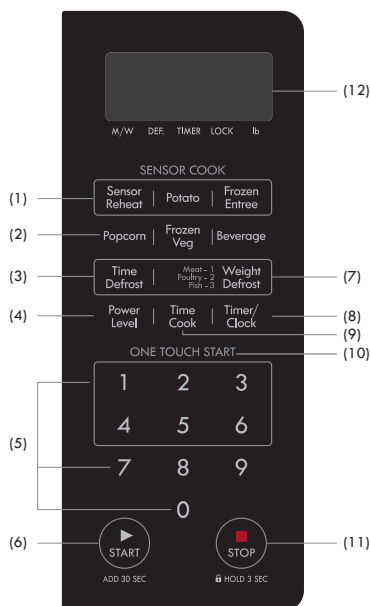 (12)
M/W DEF. TIMER LOCK lb
SENSOR COOK
(1)
Sensor Reheat
Potato
Frozen Entree
(2)
Popcorn
Frozen Veg
Beverage
(3)
Time Defrost
Meat - 1
Poultry - 2
Fish - 3
Weight Defrost
(7)
(4)
Power Level
Time Cook
Timer/
Clock
(8)
(9)
ONE TOUCH START
(10)
1 2 3
4 5 6
(5)
7 8 9
0
(6)
START
STOP
(11)
ADD 30 SEC
HOLD 3 SEC